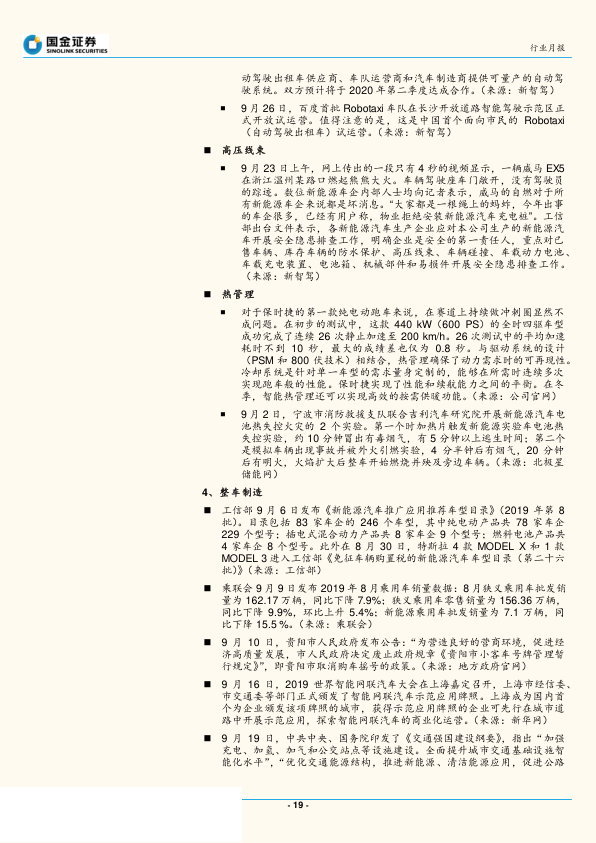 国金证券
SINOLINK SECURITIES
行业月报
动驾驶出租车供应商、车队运营商和汽车制造商提供可量产的自动驾
驶系统。双方预计将于 2020 年第二季度达成合作。（来源：新智驾）
■ 9 月 26 日，百度首批 Robotaxi 车队在长沙开放道路智能驾驶示范区正
式开放试运营。值得注意的是，这是中国首个面向市民的 Robotaxi
（自动驾驶出租车）试运营。（来源：新智驾）
■ 高压线束
■ 9 月 23 日上午，网上传出的一段只有 4 秒的视频显示，一辆威马 EX5
在浙江温州某路口燃起熊熊大火。车辆驾驶座车门敞开，没有驾驶员
的踪迹。数位新能源车企内部人士均向记者表示，威马的自燃对于所
有新能源车企来说都是坏消息。“大家都是一根绳上的蚂蚱，今年出事
的车企很多，已经有用户称，物业拒绝安装新能源汽车充电桩”。工信
部出台文件表示，各新能源汽车生产企业应对本公司生产的新能源汽
车开展安全隐患排查工作，明确企业是安全的第一责任人，重点对已
售车辆、库存车辆的防水保护、高压线束、车辆碰撞、车载动力电池、
车载充电装置、电池箱、机械部件和易损件开展安全隐患排查工作。
（来源：新智驾）
■ 热管理
■ 对于保时捷的第一款纯电动跑车来说，在赛道上持续做冲刺圈显然不
成问题。在初步的测试中，这款 440 kW（600 PS）的全时四驱车型
成功完成了连续 26 次静止加速至 200 km/h。26 次测试中的平均加速
耗时不到 10 秒，最大的成绩差也仅为 0.8 秒。与驱动系统的设计
（PSM 和 800 伏技术）相结合，热管理确保了动力需求时的可再现性。
冷却系统是针对单一车型的需求量身定制的，能够在所需时连续多次
实现跑车般的性能。保时捷实现了性能和续航能力之间的平衡。在冬
季，智能热管理还可以实现高效的按需供暖功能。（来源：公司官网）
■ 9 月 2 日，宁波市消防救援支队联合吉利汽车研究院开展新能源汽车电
池热失控火灾的 2 个实验。第一个时加热片触发新能源实验车电池热
失控实验，约 10 分钟冒出有毒烟气，有 5 分钟以上逃生时间；第二个
是模拟车辆出现事故并被外火引燃实验，4 分半钟后有烟气，20 分钟
后有明火，火焰扩大后整车开始燃烧并殃及旁边车辆。（来源：北极星
储能网）
4、整车制造
■ 工信部 9 月 6 日发布《新能源汽车推广应用推荐车型目录》（2019 年第 8
批）。目录包括 83 家车企的 246 个车型，其中纯电动产品共 78 家车企
229 个型号；插电式混合动力产品共 8 家车企 9 个型号；燃料电池产品共
4 家车企 8 个型号。此外在 8 月 30 日，特斯拉 4 款 MODEL X 和 1 款
MODEL 3 进入工信部《免征车辆购置税的新能源汽车车型目录（第二十六
批）》（来源：工信部）
■ 乘联会 9 月 9 日发布 2019 年 8 月乘用车销量数据：8 月狭义乘用车批发销
量为 162.17 万辆，同比下降 7.9%；狭义乘用车零售销量为 156.36 万辆，
同比下降 9.9%，环比上升 5.4%；新能源乘用车批发销量为 7.1 万辆，同
比下降 15.5 %。（来源：乘联会）
■ 9 月 10 日，贵阳市人民政府发布公告：“为营造良好的营商环境，促进经
济高质量发展，市人民政府决定废止政府规章《贵阳市小客车号牌管理暂
行规定》”，即贵阳市取消购车摇号的政策。（来源：地方政府官网）
■ 9 月 16 日，2019 世界智能网联汽车大会在上海嘉定召开，上海市经信委、
市交通委等部门正式颁发了智能网联汽车示范应用牌照。上海成为国内首
个为企业颁发该项牌照的城市，获得示范应用牌照的企业可先行在城市道
路中开展示范应用，探索智能网联汽车的商业化运营。（来源：新华网）
■ 9 月 19 日，中共中央、国务院印发了《交通强国建设纲要》，指出“加强
充电、加氢、加气和公交站点等设施建设。全面提升城市交通基础设施智
能化水平”，“优化交通能源结构，推进新能源、清洁能源应用，促进公路
- 19 -